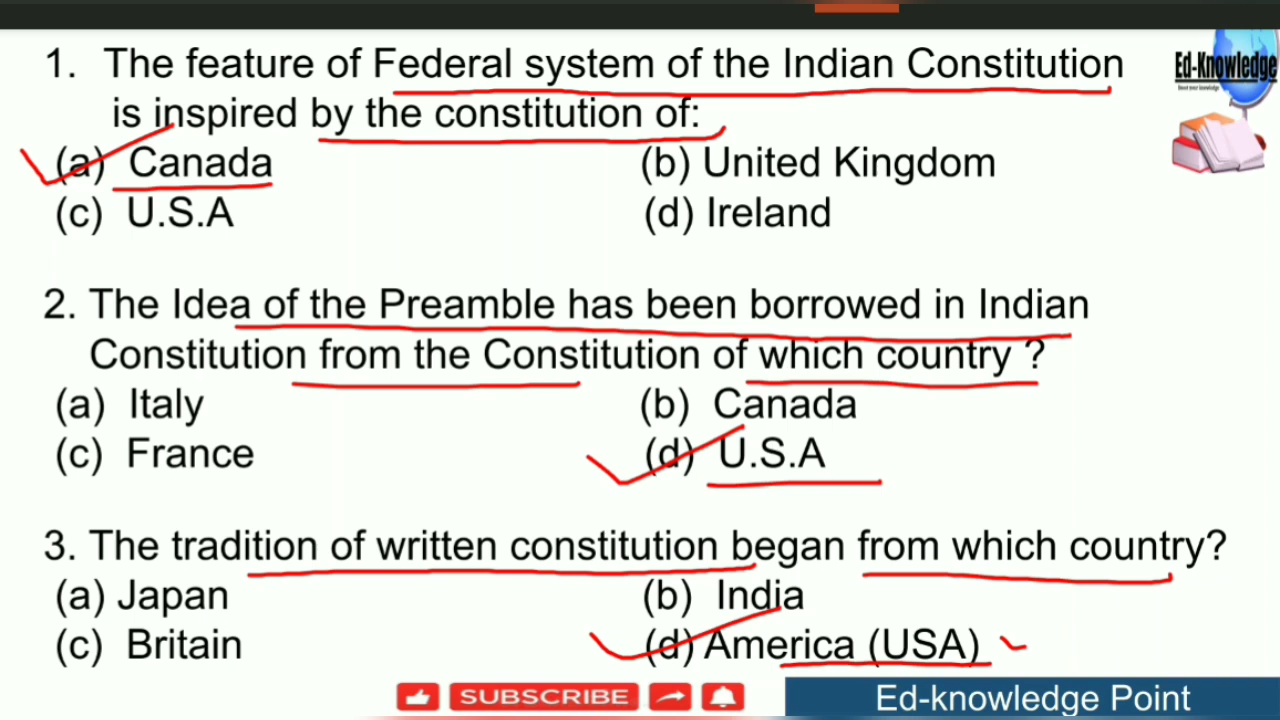 1. The feature of Federal system of the Indian Constitution
is inspired by the constitution of:
(a) Canada (b) United Kingdom
(c) U.S.A (d) Ireland
2. The Idea of the Preamble has been borrowed in Indian
Constitution from the Constitution of which country ?
(a) Italy (b) Canada
(c) France (d) U.S.A
3. The tradition of written constitution began from which country?
(a) Japan (b) India
(c) Britain (d) America (USA)
Ed-Knowledge
SUBSCRIBE
Ed-knowledge Point